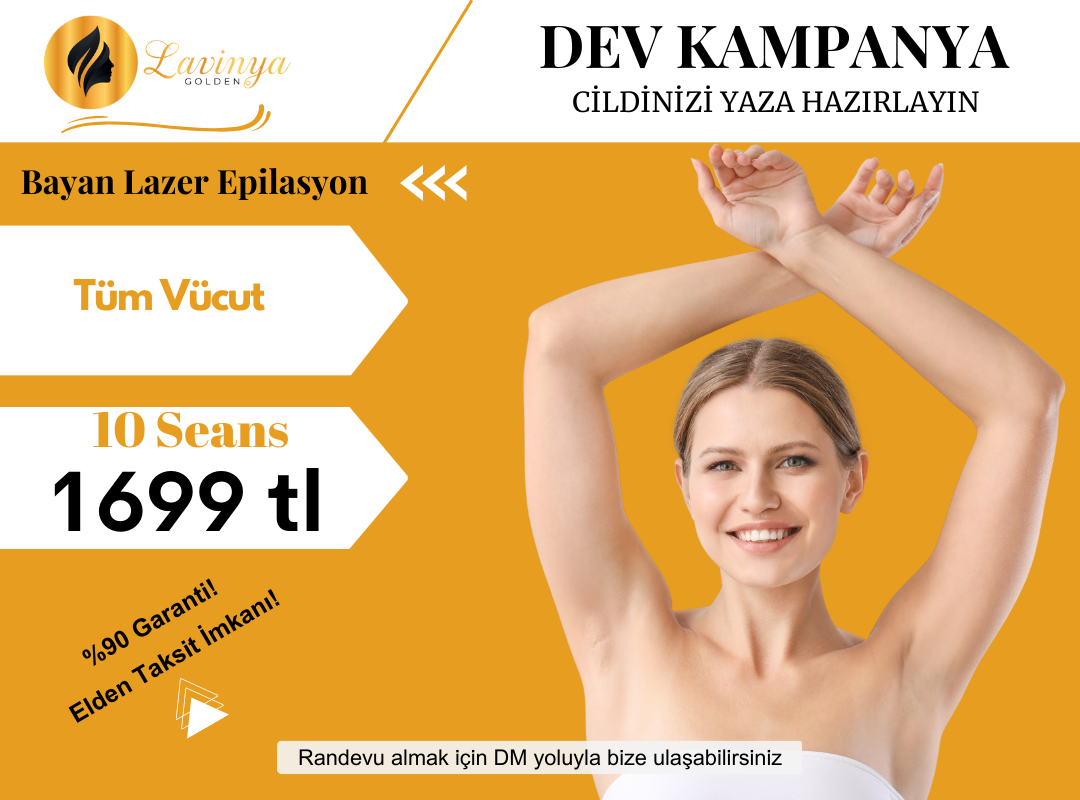 Lavinya
GOLDEN
DEV KAMPANYA
CİLDİNİZİ YAZA HAZIRLAYIN
Bayan Lazer Epilasyon
Tüm Vücut
10 Seans
1699 tl
%90 Garanti!
Elden Taksit İmkanı!
Randevu almak için DM yoluyla bize ulaşabilirsiniz